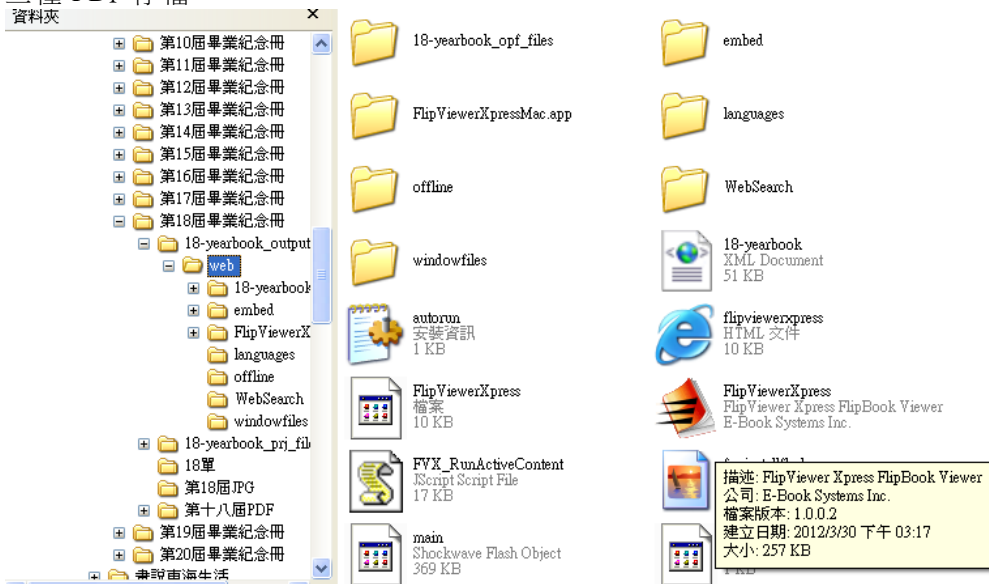 資料夾
第10屆畢業紀念冊
第11屆畢業紀念冊
第12屆畢業紀念冊
第13屆畢業紀念冊
第14屆畢業紀念冊
第15屆畢業紀念冊
第16屆畢業紀念冊
第17屆畢業紀念冊
第18屆畢業紀念冊
18-yearbook_output
web
18-yearbook
embed
FlipViewerX
languages
offline
WebSearch
windowfiles
18-yearbook_prj_file
18單
第18屆JPG
第十八屆PDF
第19屆畢業紀念冊
第20屆畢業紀念冊
書說東海生活
18-yearbook_opf_files
embed
FlipViewerXpressMac.app
languages
offline
WebSearch
windowfiles
18-yearbook
XML Document
51 KB
autorun
安裝資訊
1 KB
flipviewerxpress
HTML 文件
10 KB
FlipViewerXpress
檔案
10 KB
FlipViewerXpress
FlipViewer Xpress FlipBook Viewer
E-Book Systems Inc.
FVX_RunActiveContent
JScript Script File
17 KB
描述: FlipViewer Xpress FlipBook Viewer
公司: E-Book Systems Inc.
檔案版本: 1.0.0.2
建立日期: 2012/3/30 下午 03:17
大小: 257 KB
main
Shockwave Flash Object
369 KB
1 KB